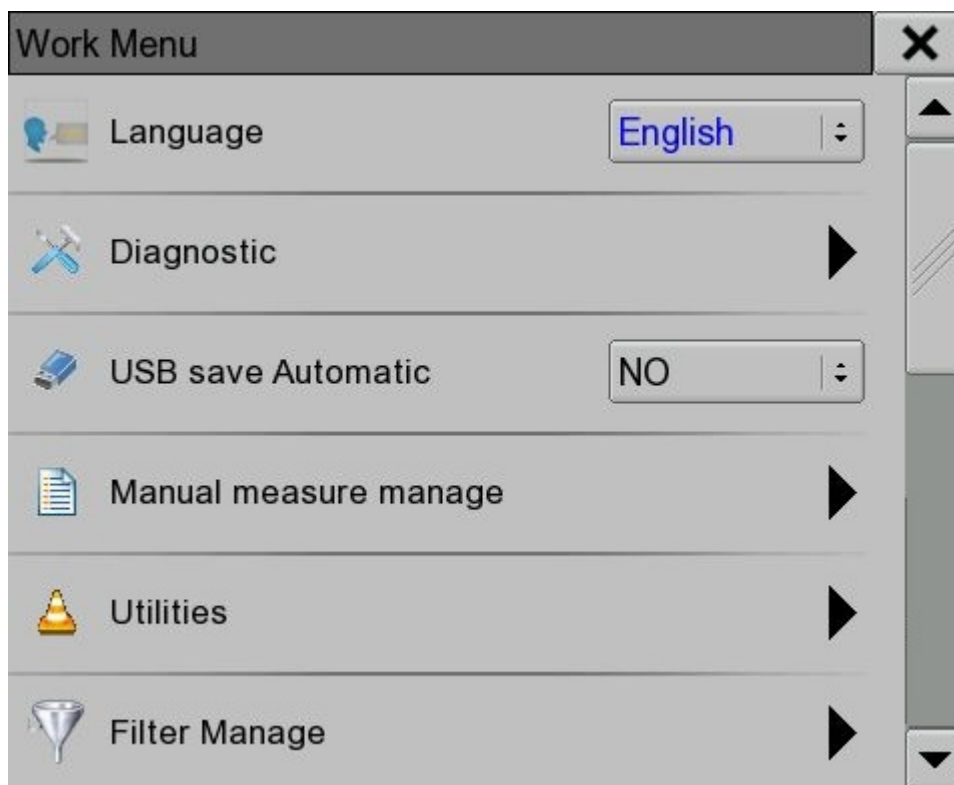 Work Menu
Language English
Diagnostic
USB save Automatic NO
Manual measure manage
Utilities
Filter Manage